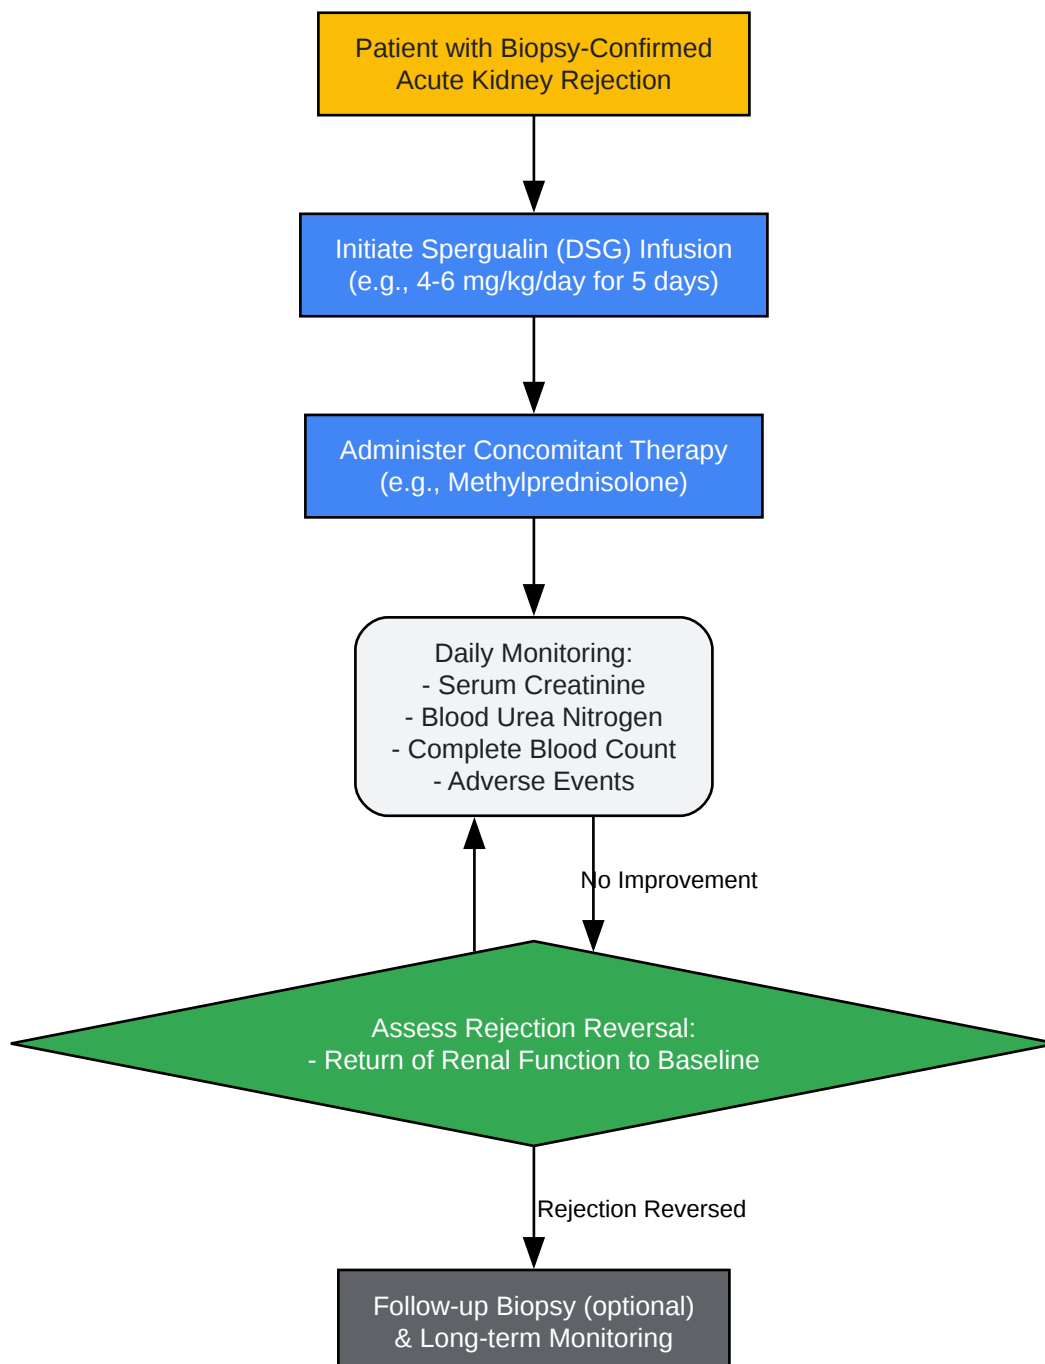 Patient with Biopsy-Confirmed
Acute Kidney Rejection
Initiate Spergualin (DSG) Infusion
(e.g., 4-6 mg/kg/day for 5 days)
Administer Concomitant Therapy
(e.g., Methylprednisolone)
Daily Monitoring:
- Serum Creatinine
- Blood Urea Nitrogen
- Complete Blood Count
- Adverse Events
No Improvement
Assess Rejection Reversal:
- Return of Renal Function to Baseline
Rejection Reversed
Follow-up Biopsy (optional)
& Long-term Monitoring